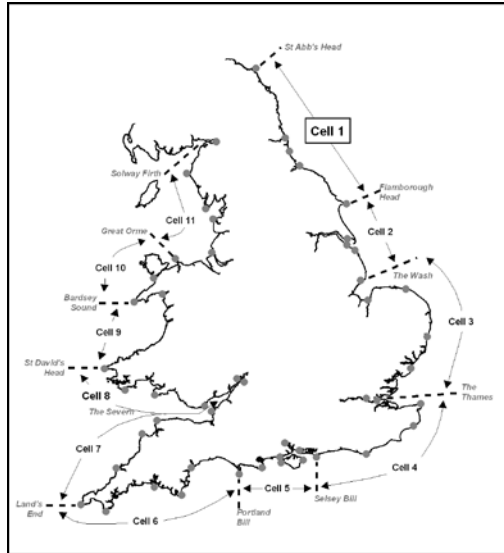 St Abb's Head
Cell 1
Solway Firth
Flamborough
Head
Cell 11
Great Orme
Cell 2
Cell 10
The Wash
Bardsey
Sound
Cell 3
Cell 9
St David's
Head
The
Thames
Cell 8
The Severn
Cell 7
Cell 4
Cell 5
Land's
End
Selsey Bill
Cell 6
Portland
Bill